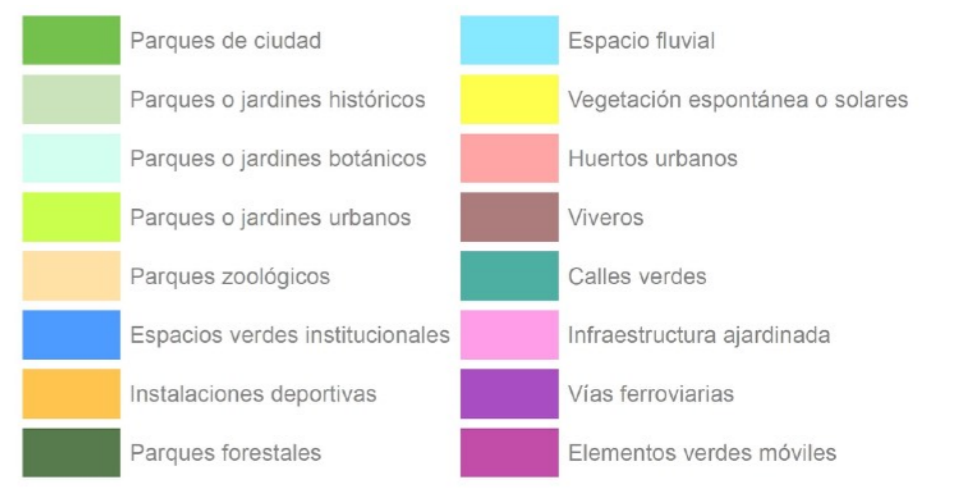 Parques de ciudad
Parques o jardines históricos
Parques o jardines botánicos
Parques o jardines urbanos
Parques zoológicos
Espacios verdes institucionales
Instalaciones deportivas
Parques forestales
Espacio fluvial
Vegetación espontánea o solares
Huertos urbanos
Viveros
Calles verdes
Infraestructura ajardinada
Vías ferroviarias
Elementos verdes móviles